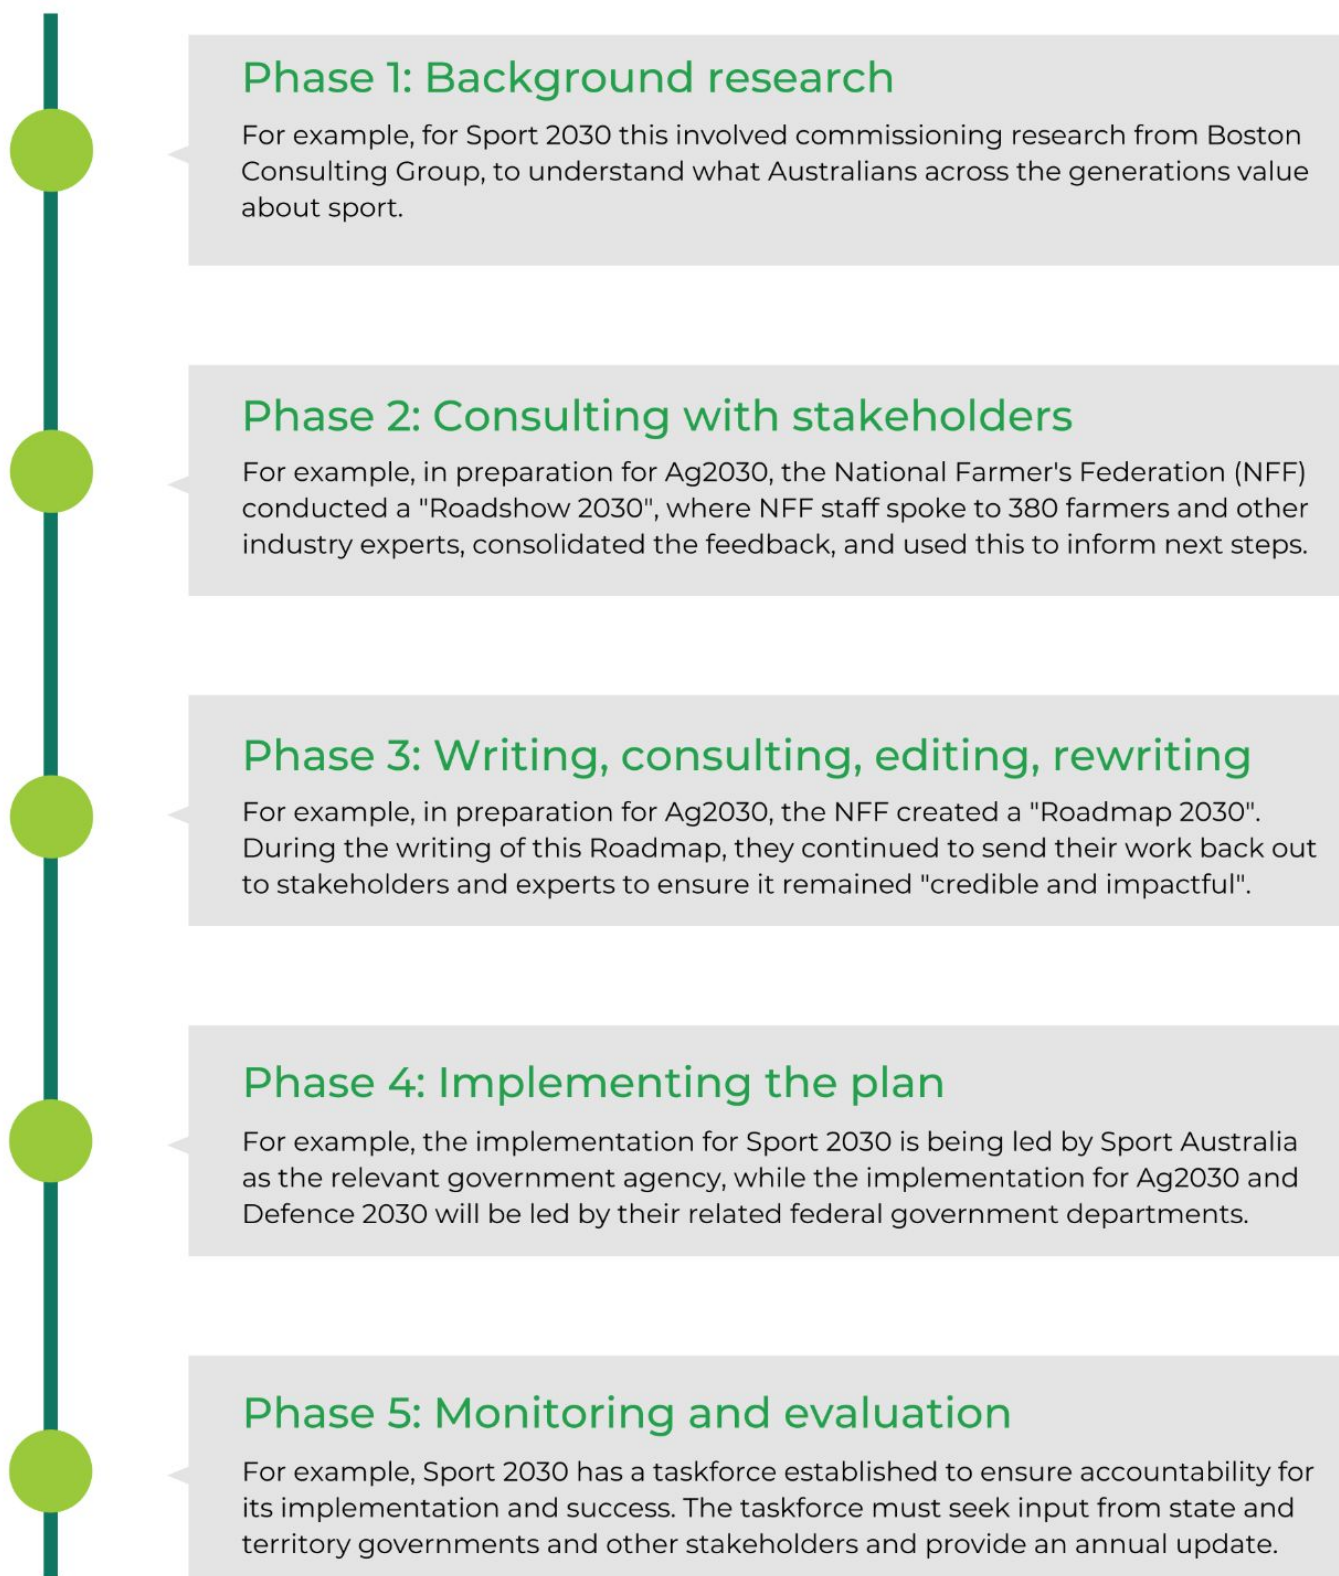 Phase 1: Background research
For example, for Sport 2030 this involved commissioning research from Boston
Consulting Group, to understand what Australians across the generations value
about sport.
Phase 2: Consulting with stakeholders
For example, in preparation for Ag2030, the National Farmer's Federation (NFF)
conducted a "Roadshow 2030", where NFF staff spoke to 380 farmers and other
industry experts, consolidated the feedback, and used this to inform next steps.
Phase 3: Writing, consulting, editing, rewriting
For example, in preparation for Ag2030, the NFF created a "Roadmap 2030".
During the writing of this Roadmap, they continued to send their work back out
to stakeholders and experts to ensure it remained "credible and impactful".
Phase 4: Implementing the plan
For example, the implementation for Sport 2030 is being led by Sport Australia
as the relevant government agency, while the implementation for Ag2030 and
Defence 2030 will be led by their related federal government departments.
Phase 5: Monitoring and evaluation
For example, Sport 2030 has a taskforce established to ensure accountability for
its implementation and success. The taskforce must seek input from state and
territory governments and other stakeholders and provide an annual update.